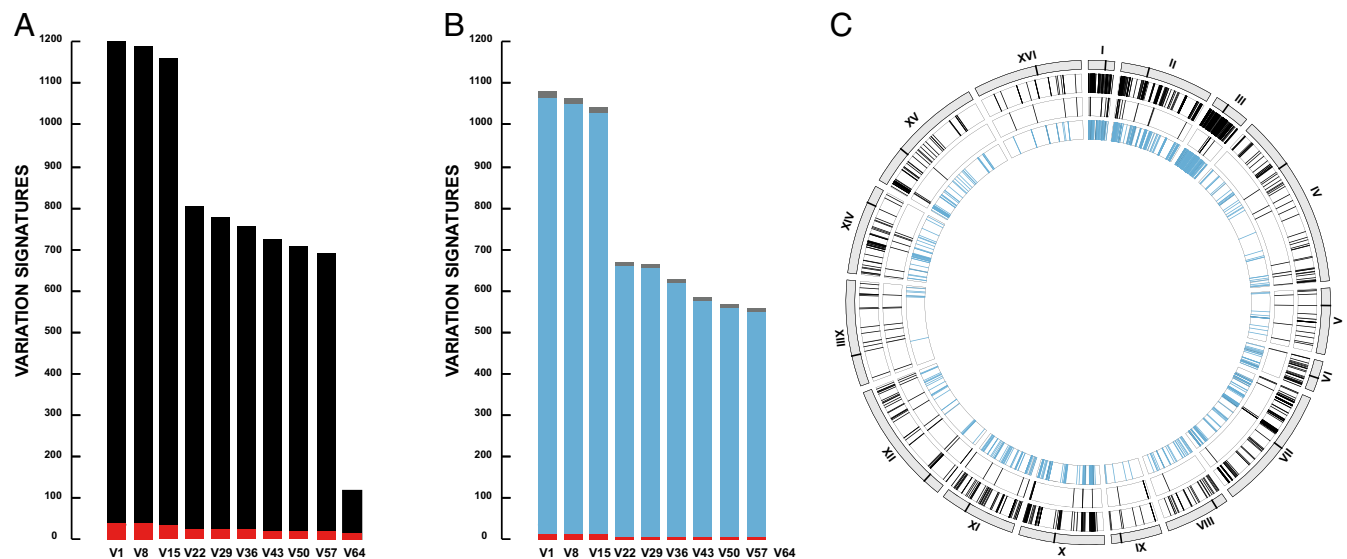 A
1200
1100
1000
900
800
700
600
500
400
300
200
100
0
VARIATION SIGNATURES
V1 V8 V15 V22 V29 V36 V43 V50 V57 V64
B
1200
1100
1000
900
800
700
600
500
400
300
200
100
0
VARIATION SIGNATURES
V1 V8 V15 V22 V29 V36 V43 V50 V57 V64
C
I
II
III
IV
V
VI
VII
VIII
IX
X
XI
XII
XIII
XIV
XV
XVI